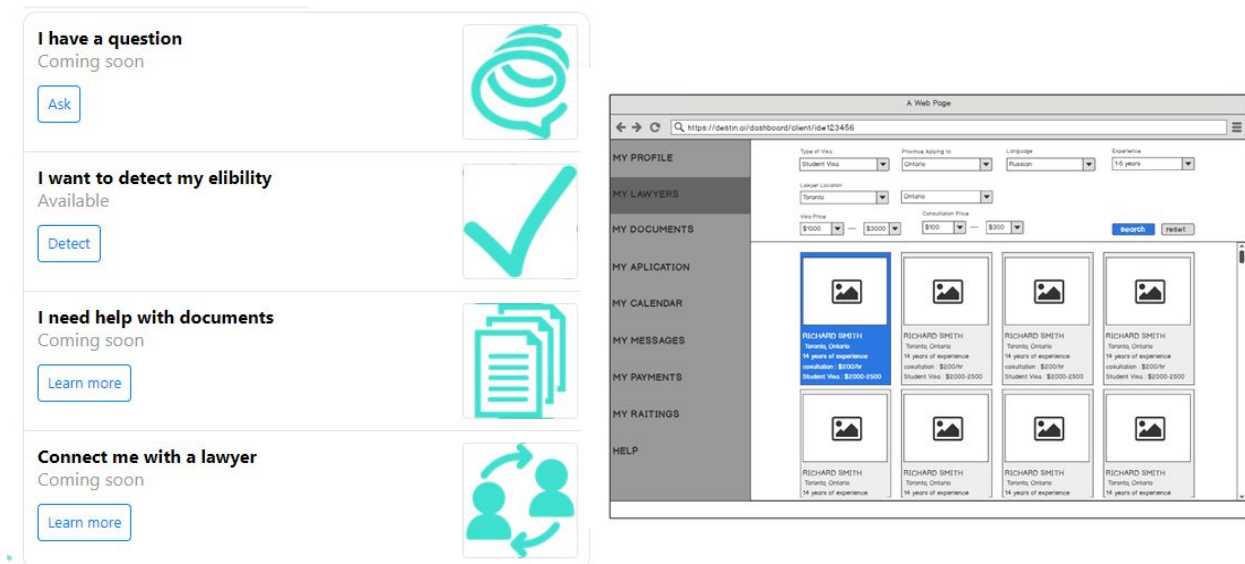 I have a question
Coming soon
Ask
I want to detect my elibility
Available
Detect
I need help with documents
Coming soon
Learn more
Connect me with a lawyer
Coming soon
Learn more
A Web Page
https://destin.ai/dashboard/client/idw123456
MY PROFILE
MY LAWYERS
MY DOCUMENTS
MY APLICATION
MY CALENDAR
MY MESSAGES
MY PAYMENTS
MY RAITINGS
HELP
Type of Visa Province Aplying to Language Experience
Student Visa Ontario Russian 1-5 years
Lawyer Location
Toronto Ontario
Visa Price Consultation Price
$1000 — $3000 $100 — $300 search reset
RICHARD SMITH RICHARD SMITH RICHARD SMITH RICHARD SMITH
Toronto, Ontario Toronto, Ontario Toronto, Ontario Toronto, Ontario
14 years of experience 14 years of experience 14 years of experience 14 years of experience
cosultation : $200/hr cosultation : $200/hr cosultation : $200/hr cosultation : $200/hr
Student Visa : $2000-2500 Student Visa : $2000-2500 Student Visa : $2000-2500 Student Visa : $2000-2500
RICHARD SMITH RICHARD SMITH RICHARD SMITH RICHARD SMITH
Toronto, Ontario Toronto, Ontario Toronto, Ontario Toronto, Ontario
14 years of experience 14 years of experience 14 years of experience 14 years of experience